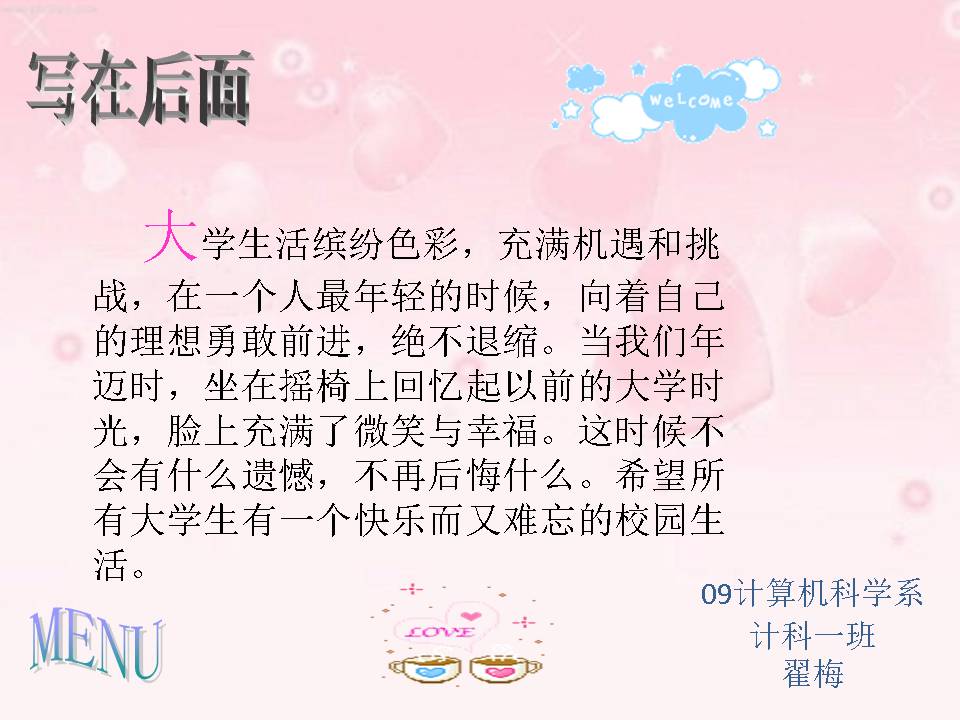 写在后面
WELCOME
大学生活缤纷色彩，充满机遇和挑
战，在一个人最年轻的时候，向着自己
的理想勇敢前进，绝不退缩。当我们年
迈时，坐在摇椅上回忆起以前的大学时
光，脸上充满了微笑与幸福。这时候不
会有什么遗憾，不再后悔什么。希望所
有大学生有一个快乐而又难忘的校园生
活。
09计算机科学系
计科一班
翟梅
MENU
LOVE